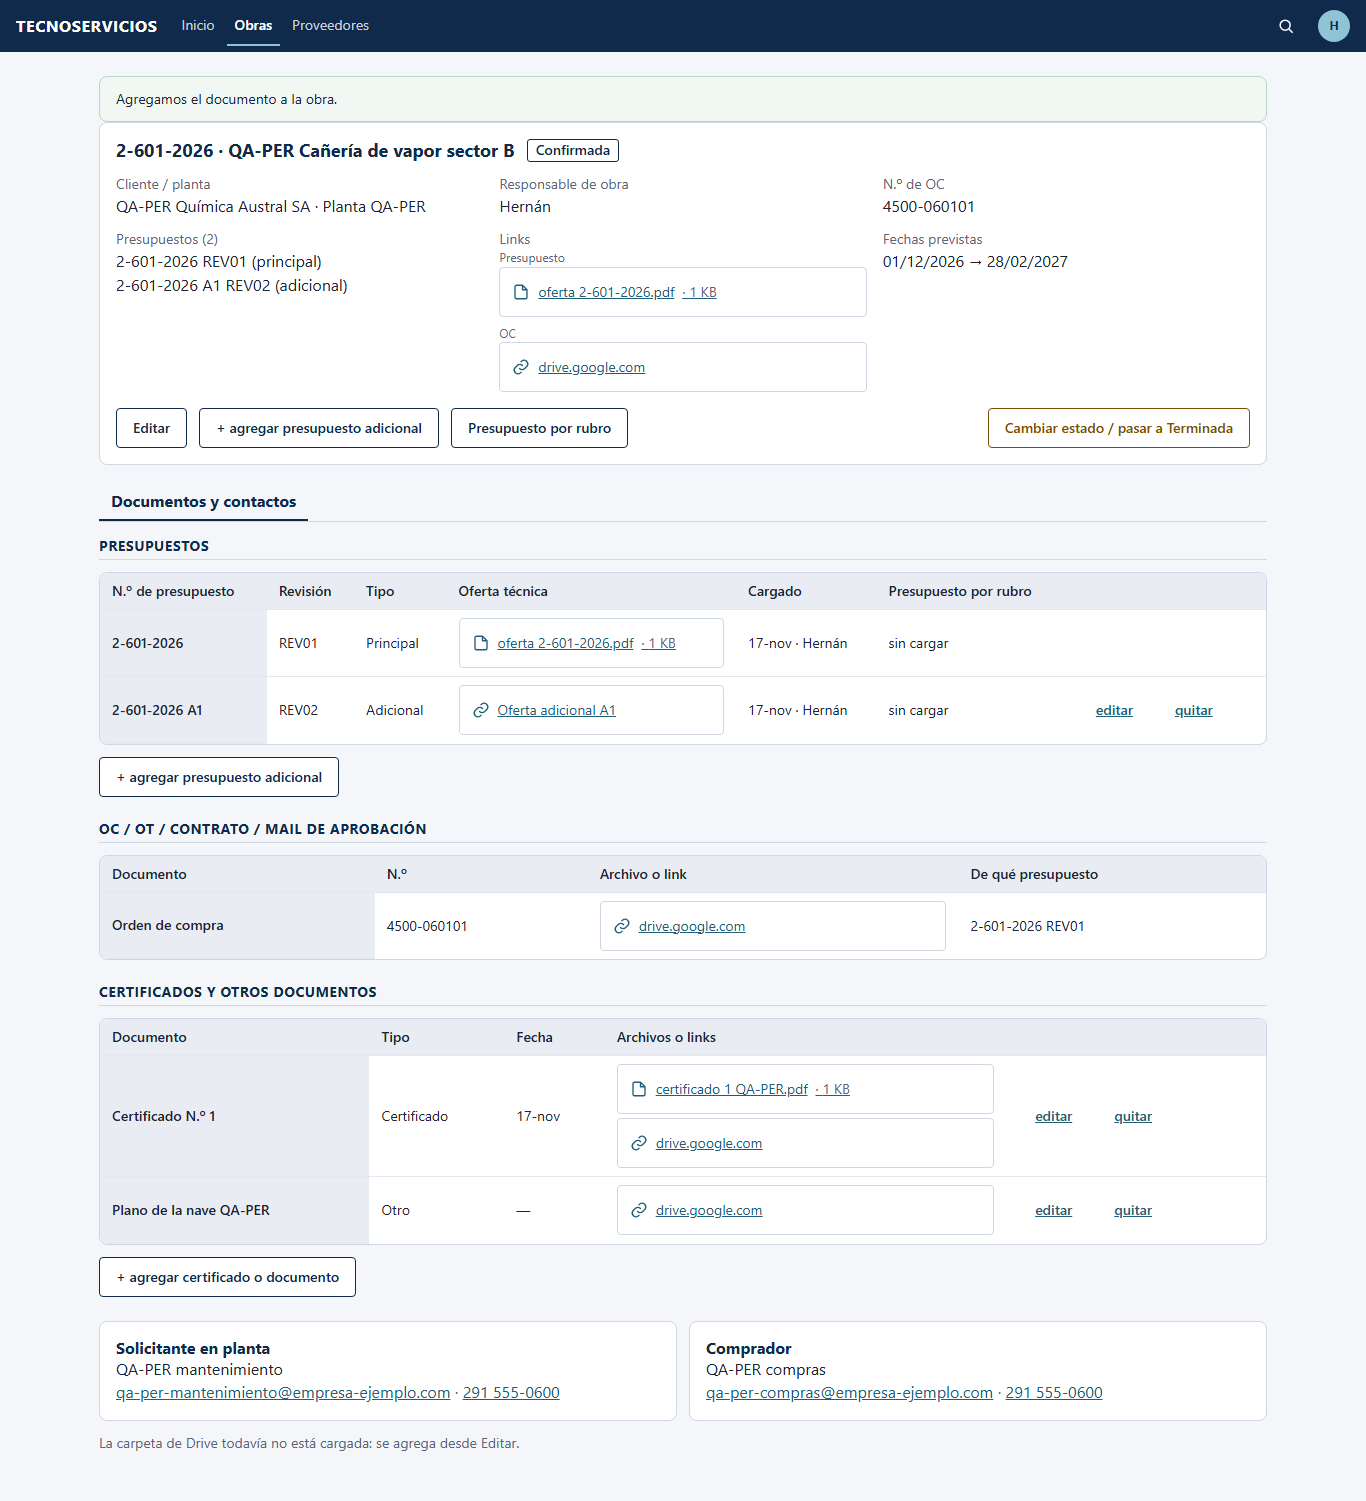 TECNOSERVICIOS Inicio Obras Proveedores H
Agregamos el documento a la obra.
2-601-2026 · QA-PER Cañería de vapor sector B Confirmada
Cliente / planta Responsable de obra N.º de OC
QA-PER Química Austral SA · Planta QA-PER Hernán 4500-060101
Presupuestos (2) Links Fechas previstas
Presupuesto
2-601-2026 REV01 (principal) 01/12/2026 → 28/02/2027
2-601-2026 A1 REV02 (adicional)
oferta 2-601-2026.pdf · 1 KB
OC
drive.google.com
Editar + agregar presupuesto adicional Presupuesto por rubro Cambiar estado / pasar a Terminada
Documentos y contactos
PRESUPUESTOS
N.º de presupuesto Revisión Tipo Oferta técnica Cargado Presupuesto por rubro
2-601-2026 REV01 Principal oferta 2-601-2026.pdf · 1 KB 17-nov · Hernán sin cargar
2-601-2026 A1 REV02 Adicional Oferta adicional A1 17-nov · Hernán sin cargar editar quitar
+ agregar presupuesto adicional
OC / OT / CONTRATO / MAIL DE APROBACIÓN
Documento N.º Archivo o link De qué presupuesto
Orden de compra 4500-060101 drive.google.com 2-601-2026 REV01
CERTIFICADOS Y OTROS DOCUMENTOS
Documento Tipo Fecha Archivos o links
certificado 1 QA-PER.pdf · 1 KB
Certificado N.º 1 Certificado 17-nov editar quitar
drive.google.com
Plano de la nave QA-PER Otro — drive.google.com editar quitar
+ agregar certificado o documento
Solicitante en planta Comprador
QA-PER mantenimiento QA-PER compras
qa-per-mantenimiento@empresa-ejemplo.com · 291 555-0600 qa-per-compras@empresa-ejemplo.com · 291 555-0600
La carpeta de Drive todavía no está cargada: se agrega desde Editar.